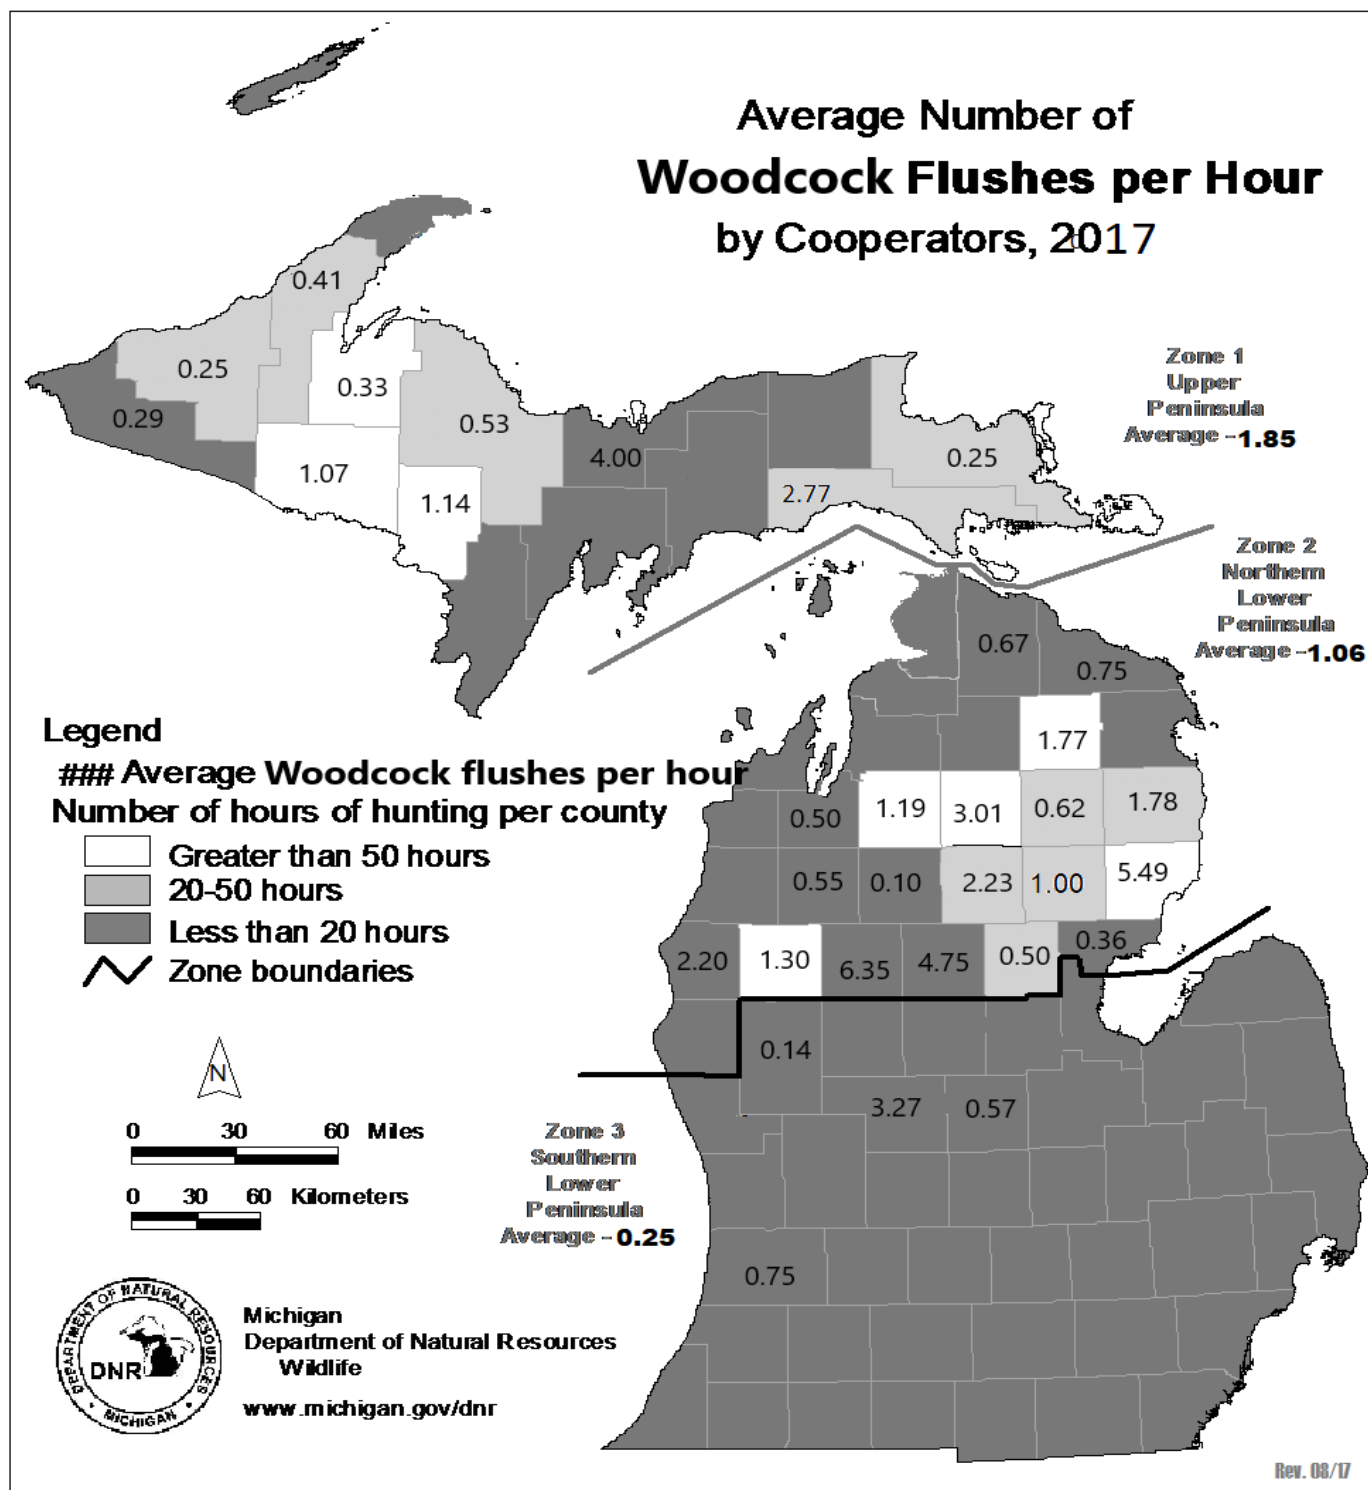 Average Number of
Woodcock Flushes per Hour
by Cooperators, 2017
0.41
0.25
0.33
0.29
0.53
1.07
1.14
4.00
0.25
2.77
Zone 1
Upper
Peninsula
Average - 1.85
Zone 2
Northern
Lower
Peninsula
Average - 1.06
0.67
0.75
1.77
0.50
1.19
3.01
0.62
1.78
0.55
0.10
2.23
1.00
5.49
2.20
1.30
6.35
4.75
0.50
0.36
0.14
3.27
0.57
0.75
Legend
### Average Woodcock flushes per hour
Number of hours of hunting per county
Greater than 50 hours
20-50 hours
Less than 20 hours
Zone boundaries
N
0 30 60 Miles
0 30 60 Kilometers
Zone 3
Southern
Lower
Peninsula
Average - 0.25
DEPARTMENT OF NATURAL RESOURCES
DNR
MICHIGAN
Michigan
Department of Natural Resources
Wildlife
www.michigan.gov/dnr
Rev. 08/17